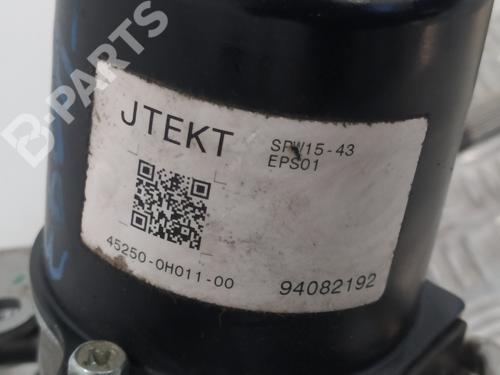 B-PARTS
JTEKT
SPW15-43
EPS01
45250-0H011-00
94082192